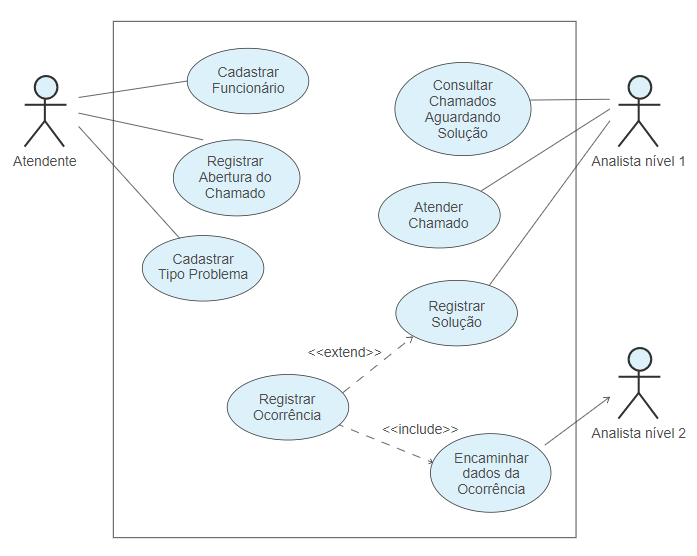 Cadastrar
Funcionário
Consultar
Chamados
Aguardando
Solução
Atendente
Registrar
Abertura do
Chamado
Analista nível 1
Atender
Chamado
Cadastrar
Tipo Problema
Registrar
Solução
<<extend>>
Registrar
Ocorrência
<<include>>
Analista nível 2
Encaminhar
dados da
Ocorrência